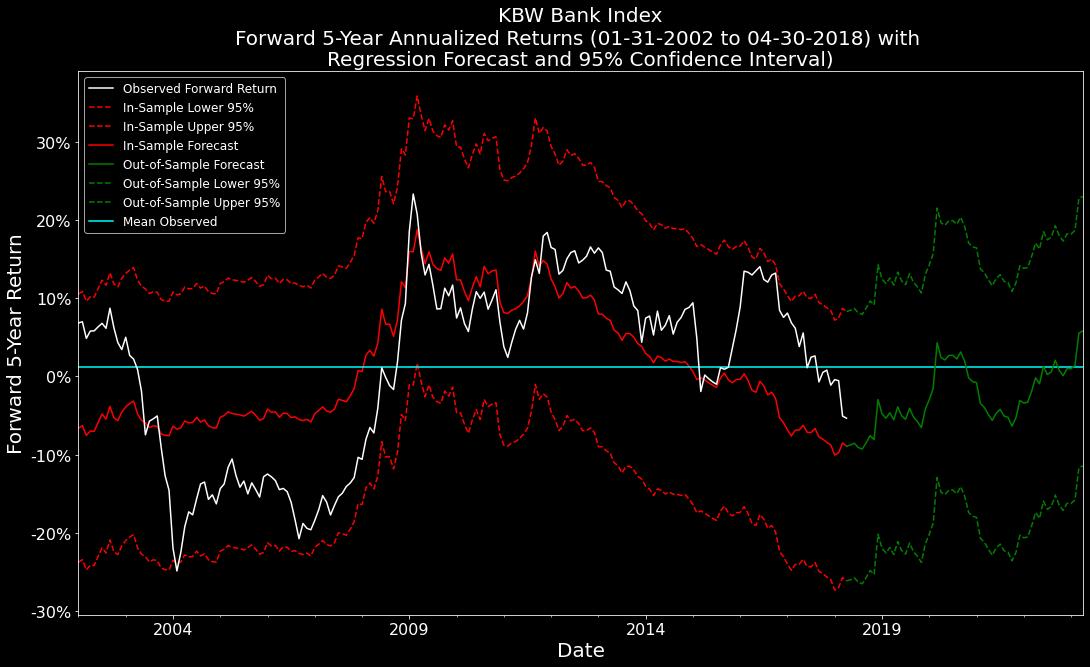 KBW Bank Index
Forward 5-Year Annualized Returns (01-31-2002 to 04-30-2018) with
Regression Forecast and 95% Confidence Interval)
Observed Forward Return
In-Sample Lower 95%
In-Sample Upper 95%
In-Sample Forecast
Out-of-Sample Forecast
Out-of-Sample Lower 95%
Out-of-Sample Upper 95%
Mean Observed
Forward 5-Year Return
30%
20%
10%
0%
-10%
-20%
-30%
2004
2009
2014
2019
Date